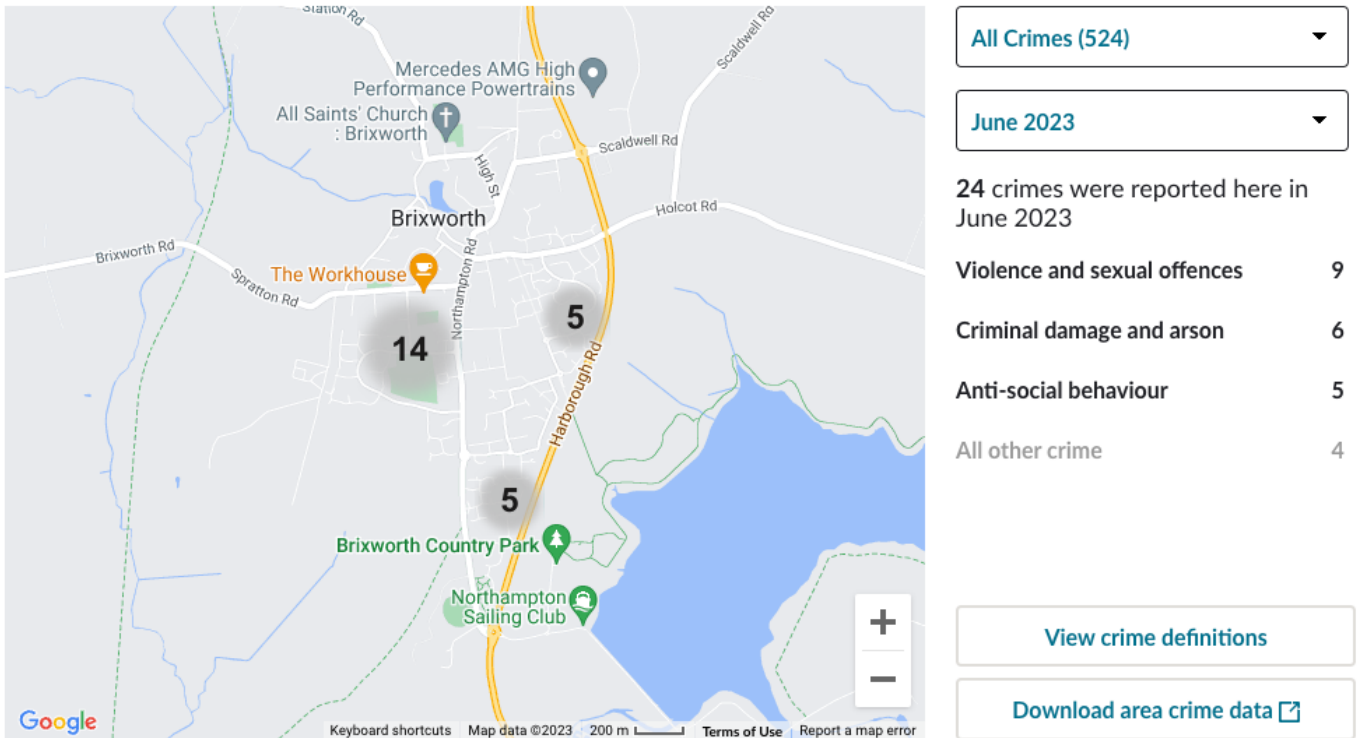 Station Rd
Scaldwell Rd
Mercedes AMG High
Performance Powertrains
All Saints' Church
: Brixworth
Scaldwell Rd
High St
Holcot Rd
Brixworth
Northampton Rd
Brixworth Rd
The Workhouse
Spratton Rd
5
14
Harborough Rd
5
Brixworth Country Park
Northampton
Sailing Club
+
−
Google
Keyboard shortcuts
Map data ©2023
200 m
Terms of Use
Report a map error
All Crimes (524)
June 2023
24 crimes were reported here in
June 2023
Violence and sexual offences 9
Criminal damage and arson 6
Anti-social behaviour 5
All other crime 4
View crime definitions
Download area crime data